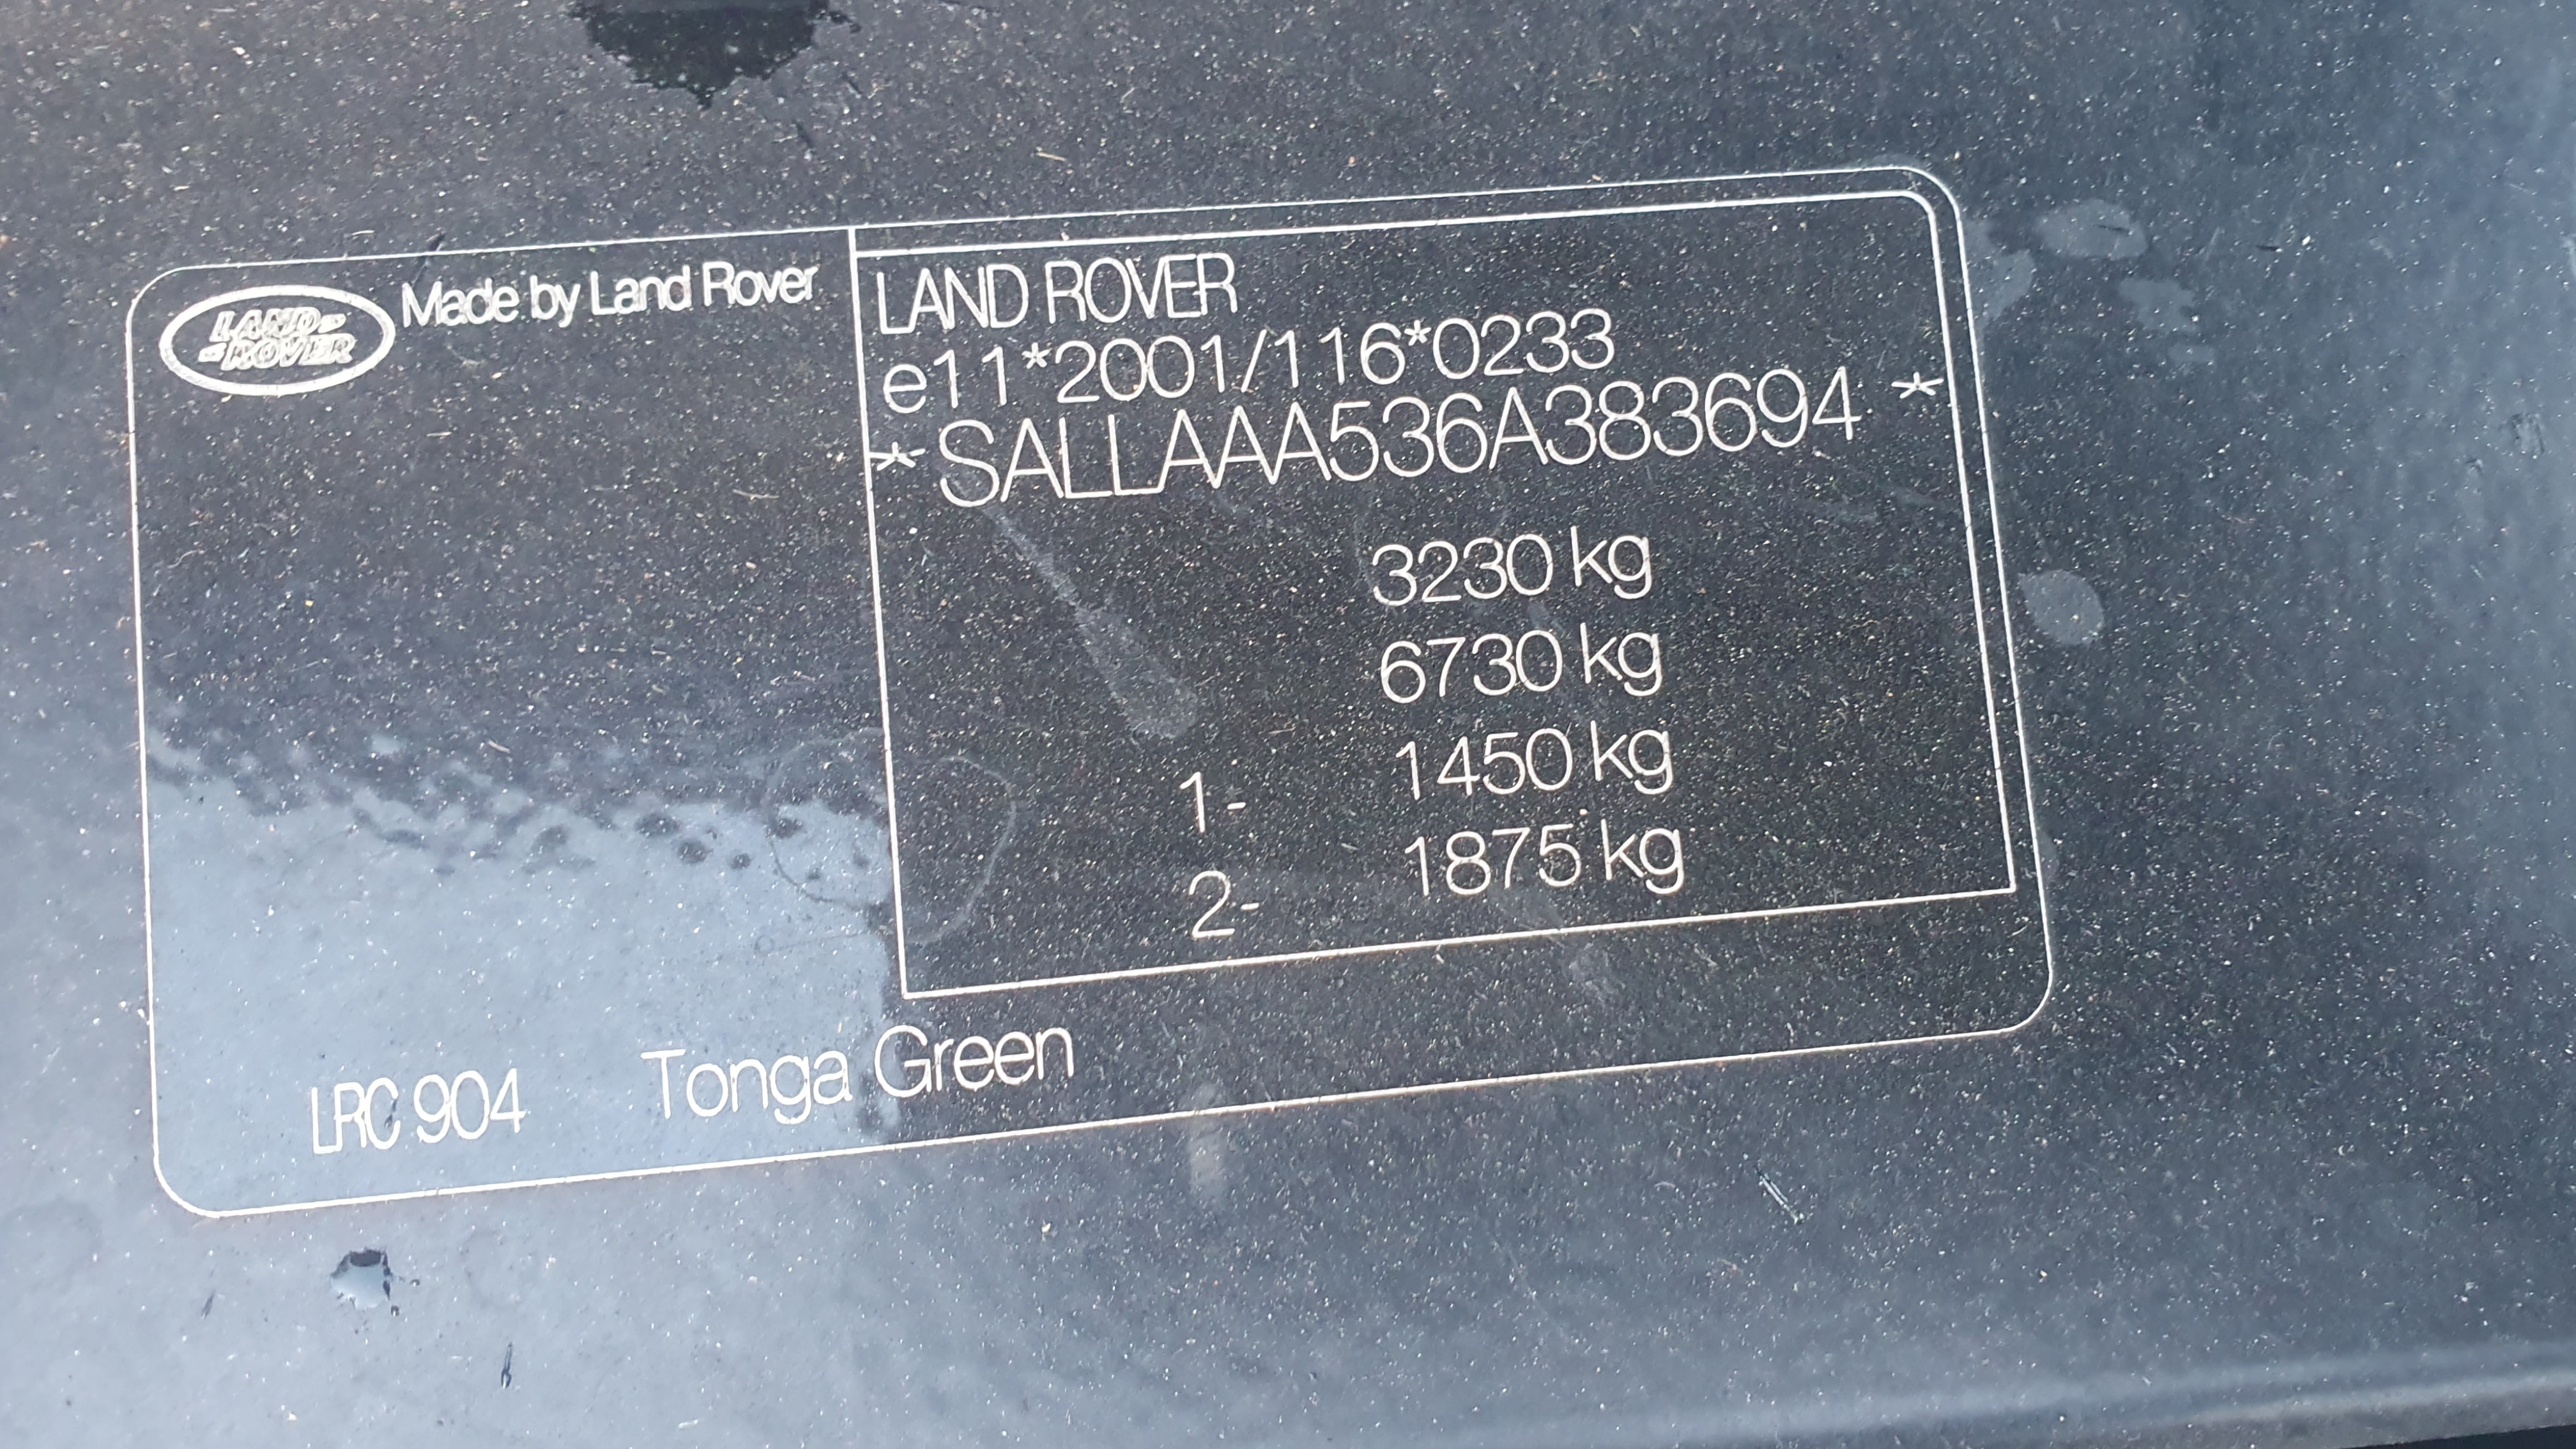 LAND-
-ROVER
Made by Land Rover
LAND ROVER
e11*2001/116*0233
*SALLAAA536A383694*
3230 kg
6730 kg
1- 1450 kg
2- 1875 kg
LRC 904 Tonga Green